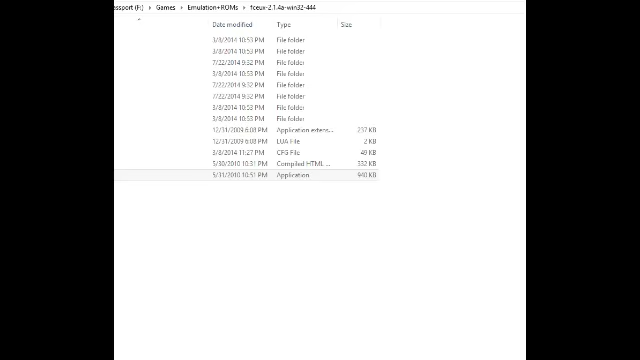 assport (F:) > Games > Emulation+ROMs > fceux-2.1.4a-win32-444
Date modified Type Size
3/8/2014 10:53 PM File folder
3/8/2014 10:53 PM File folder
7/22/2014 9:32 PM File folder
3/8/2014 10:53 PM File folder
7/22/2014 9:32 PM File folder
7/22/2014 9:32 PM File folder
3/8/2014 10:53 PM File folder
3/8/2014 10:53 PM File folder
12/31/2009 6:08 PM Application extens... 237 KB
12/31/2009 6:08 PM LUA File 2 KB
3/8/2014 11:27 PM CFG File 49 KB
5/30/2010 10:31 PM Compiled HTML ... 532 KB
5/31/2010 10:51 PM Application 940 KB